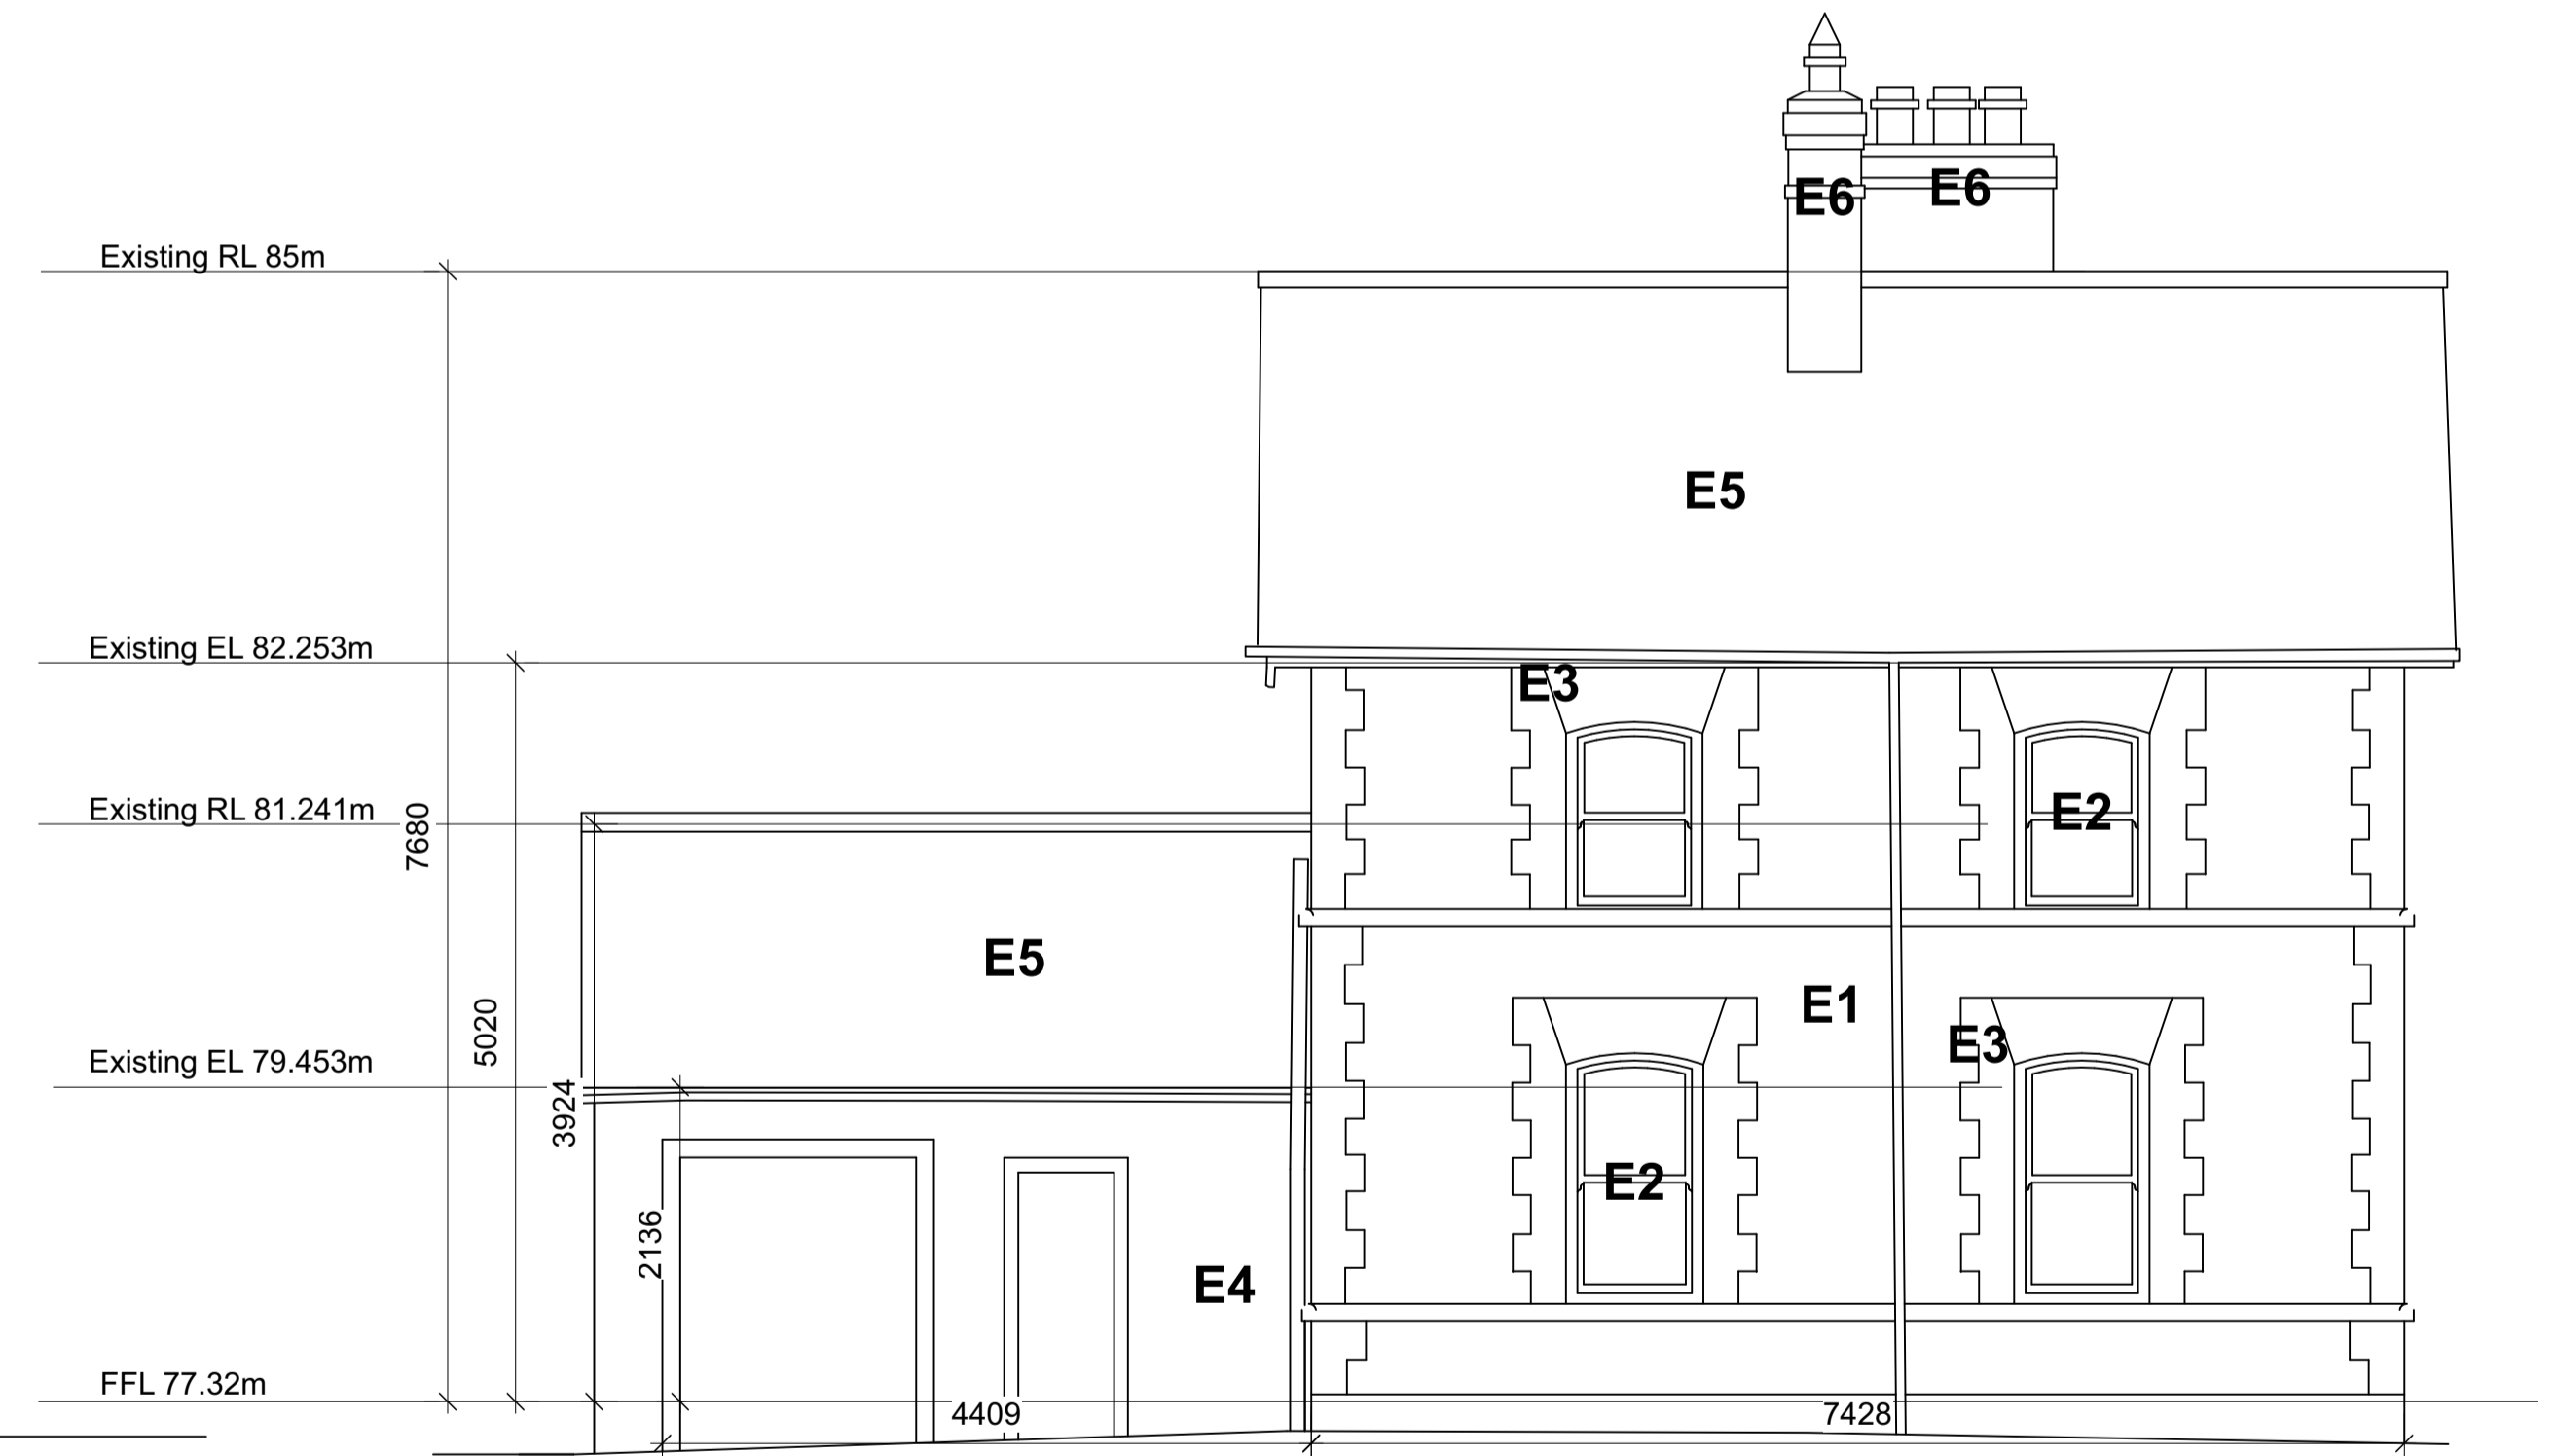 E6
E6
Existing RL 85m
E5
Existing EL 82.253m
E3
Existing RL 81.241m
E2
7680
E5
E1
5020
E3
Existing EL 79.453m
3924
E2
2136
E4
FFL 77.32m
4409
7428